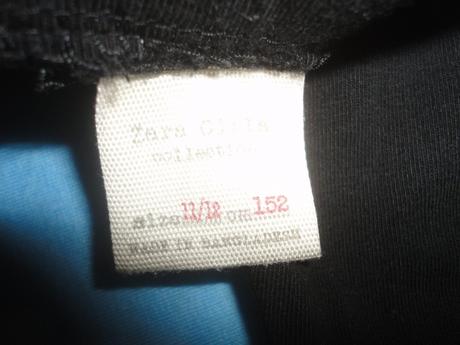 Zara Girls
collection
size 11/12 cm 152
MADE IN BANGLADESH